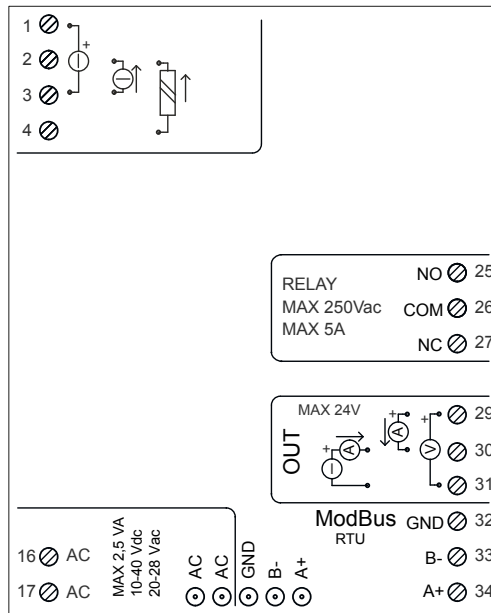 1
+
2
3
4
NO 25
RELAY
MAX 250Vac
COM 26
MAX 5A
NC 27
MAX 24V
+ 29
+
A
OUT
+
A
V
30
31
ModBus GND 32
RTU
16 AC
17 AC
MAX 2,5 VA
10-40 Vdc
20-28 Vac
AC
AC
GND
B-
A+
B- 33
A+ 34